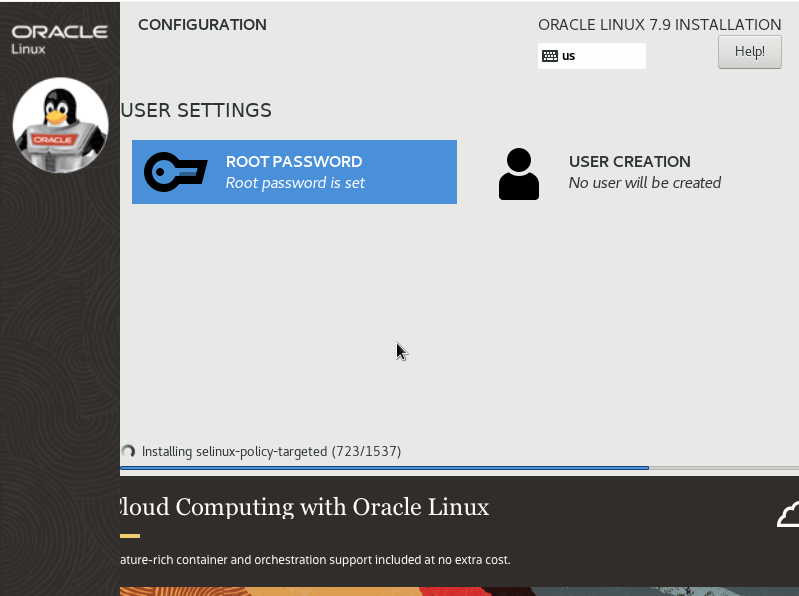 ORACLE
Linux
ORACLE
CONFIGURATION
ORACLE LINUX 7.9 INSTALLATION
us
Help!
USER SETTINGS
ROOT PASSWORD
Root password is set
USER CREATION
No user will be created
Installing selinux-policy-targeted (723/1537)
Cloud Computing with Oracle Linux
ature-rich container and orchestration support included at no extra cost.